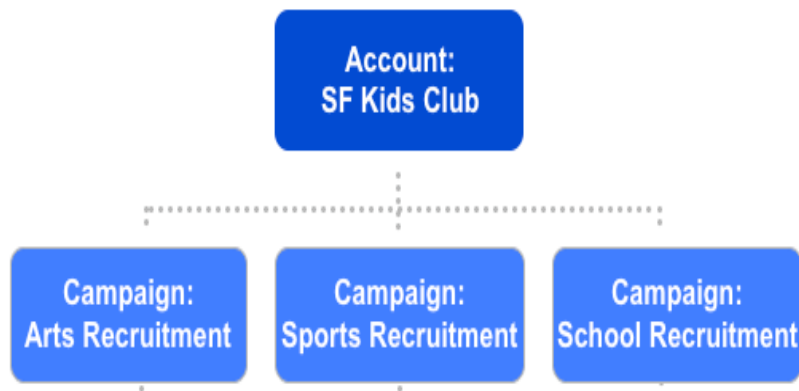 Account:
SF Kids Club
Campaign:
Arts Recruitment
Campaign:
Sports Recruitment
Campaign:
School Recruitment